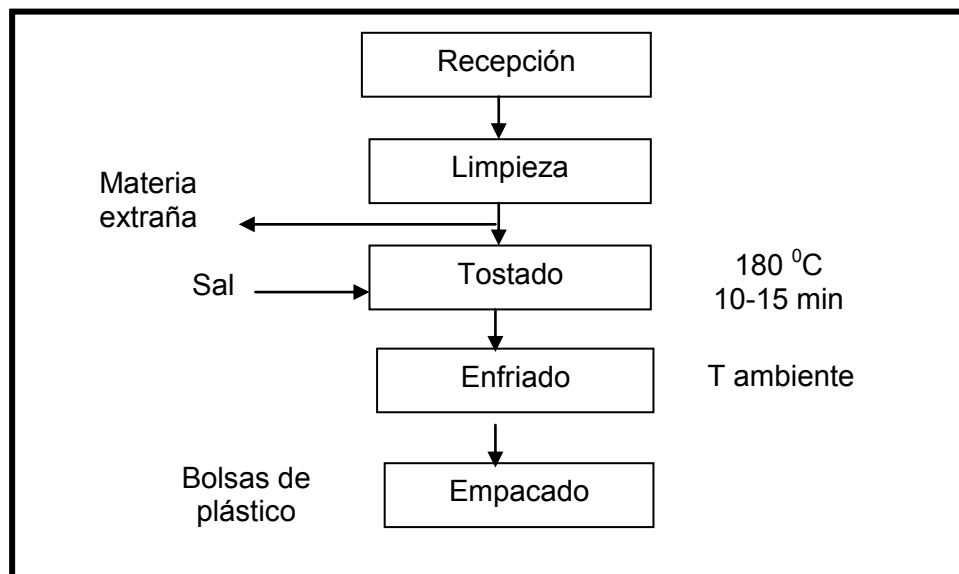 Recepción
Limpieza
Materia
extraña
Sal
Tostado
180 ⁰C
10-15 min
Enfriado
T ambiente
Bolsas de
plástico
Empacado